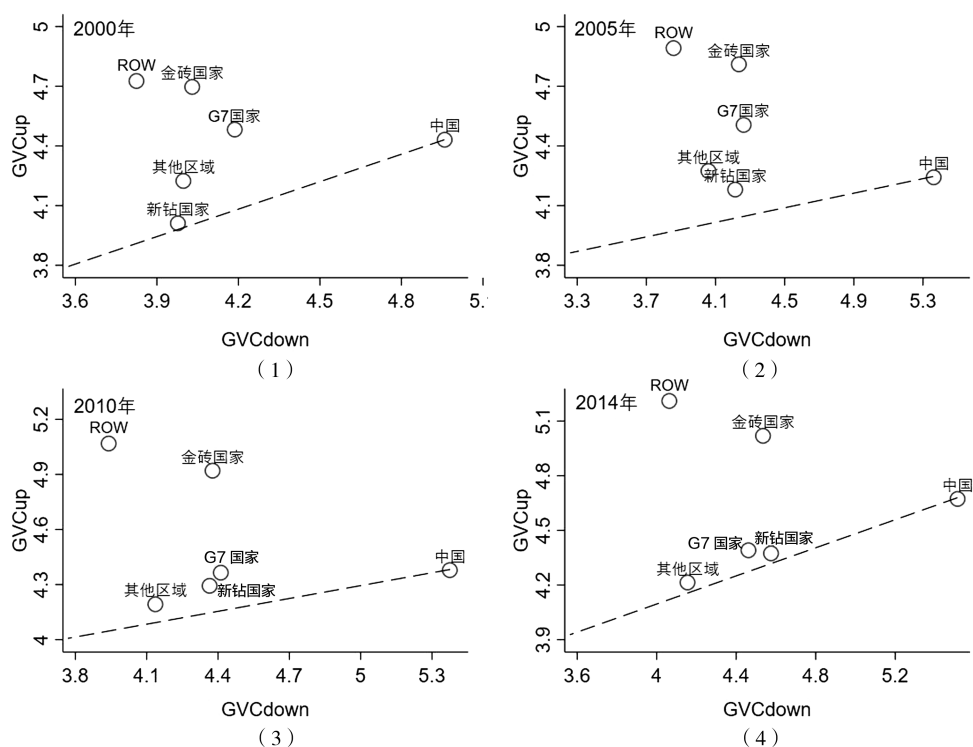 2000年
GVCup
5
4.7
4.4
4.1
3.8
ROW
金砖国家
G7国家
中国
其他区域
新钻国家
3.6 3.9 4.2 4.5 4.8 5.
GVCdown
（1）
2005年
GVCup
5
4.7
4.4
4.1
3.8
ROW
金砖国家
G7国家
其他区域
中国
新钻国家
3.3 3.7 4.1 4.5 4.9 5.3
GVCdown
（2）
2010年
GVCup
5.2
4.9
4.6
4.3
4
ROW
金砖国家
G7 国家
中国
其他区域
新钻国家
3.8 4.1 4.4 4.7 5 5.3
GVCdown
（3）
2014年
GVCup
5.1
4.8
4.5
4.2
3.9
ROW
金砖国家
中国
G7 国家
新钻国家
其他区域
3.6 4 4.4 4.8 5.2
GVCdown
（4）